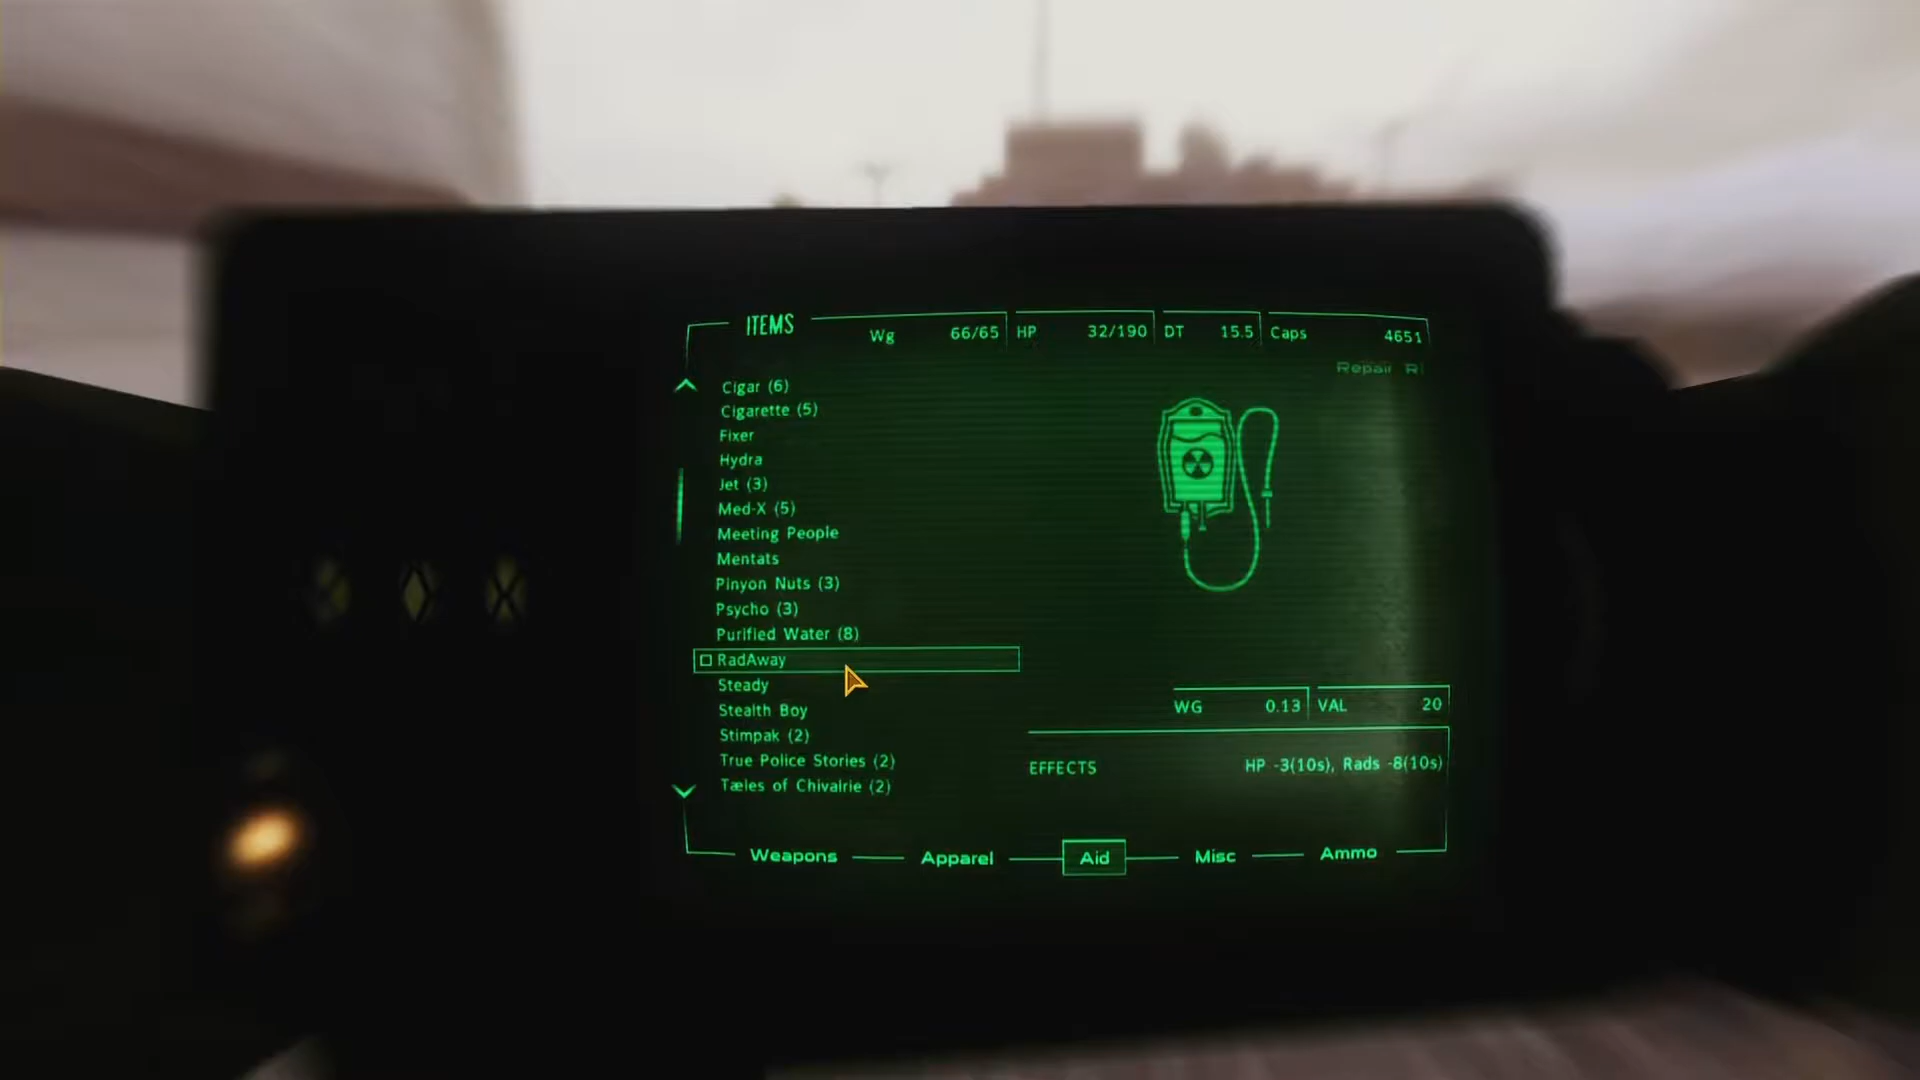 ITEMS
Wg 66/65 HP 32/190 DT 15.5 Caps 4651
Repair
Cigar (6)
Cigarette (5)
Fixer
Hydra
Jet (3)
Med-X (5)
Meeting People
Mentats
Pinyon Nuts (3)
Psycho (3)
Purified Water (8)
RadAway
Steady
Stealth Boy
Stimpak (2)
True Police Stories (2)
Tæles of Chivalrie (2)
WG 0.13 VAL 20
EFFECTS HP -3(10s), Rads -8(10s)
Weapons Apparel Aid Misc Ammo